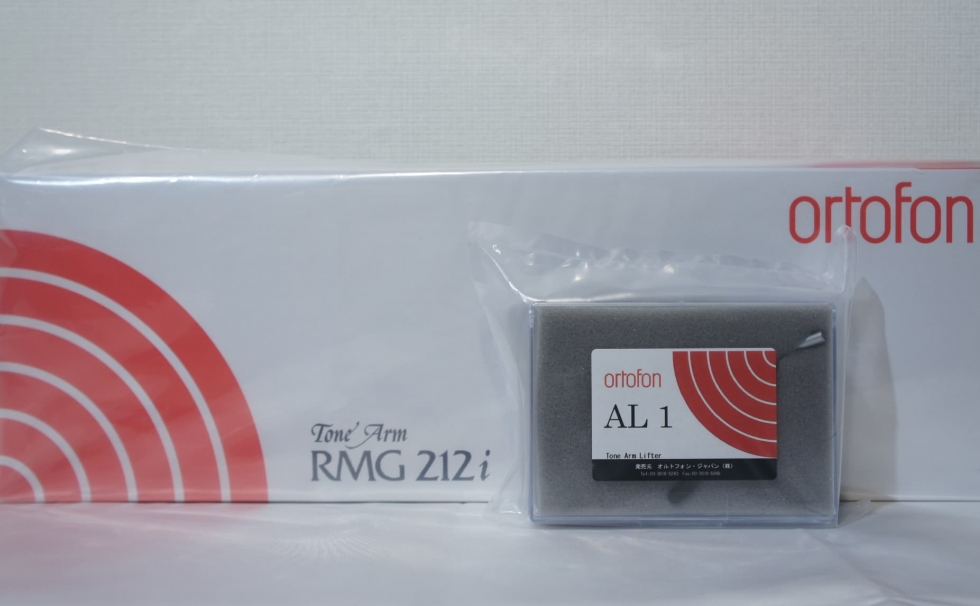 ortofon
Tone Arm
RMG 212i
ortofon
AL 1
Tone Arm Lifter
発売元 オルトフォン・ジャパン(株)